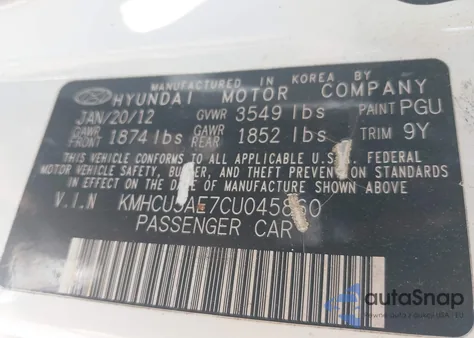 MANUFACTURED IN KOREA BY
HYUNDAI MOTOR COMPANY
JAN/20/12 GVWR 3549 lbs PAINT PGU
GAWR FRONT 1874 lbs GAWR REAR 1852 lbs TRIM 9Y
THIS VEHICLE CONFORMS TO ALL APPLICABLE U.S. FEDERAL
MOTOR VEHICLE SAFETY, BUMPER, AND THEFT PREVENTION
STANDARDS IN EFFECT ON THE DATE OF MANUFACTURE SHOWN ABOVE.
V.I.N
PASSENGER CAR
autoSnap